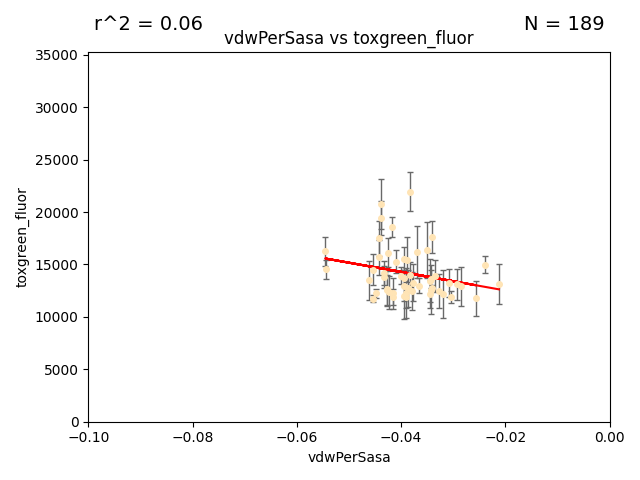 r^2 = 0.06
N = 189
vdwPerSasa vs toxgreen_fluor
35000
30000
25000
20000
15000
10000
5000
0
toxgreen_fluor
−0.10
−0.08
−0.06
−0.04
−0.02
0.00
vdwPerSasa